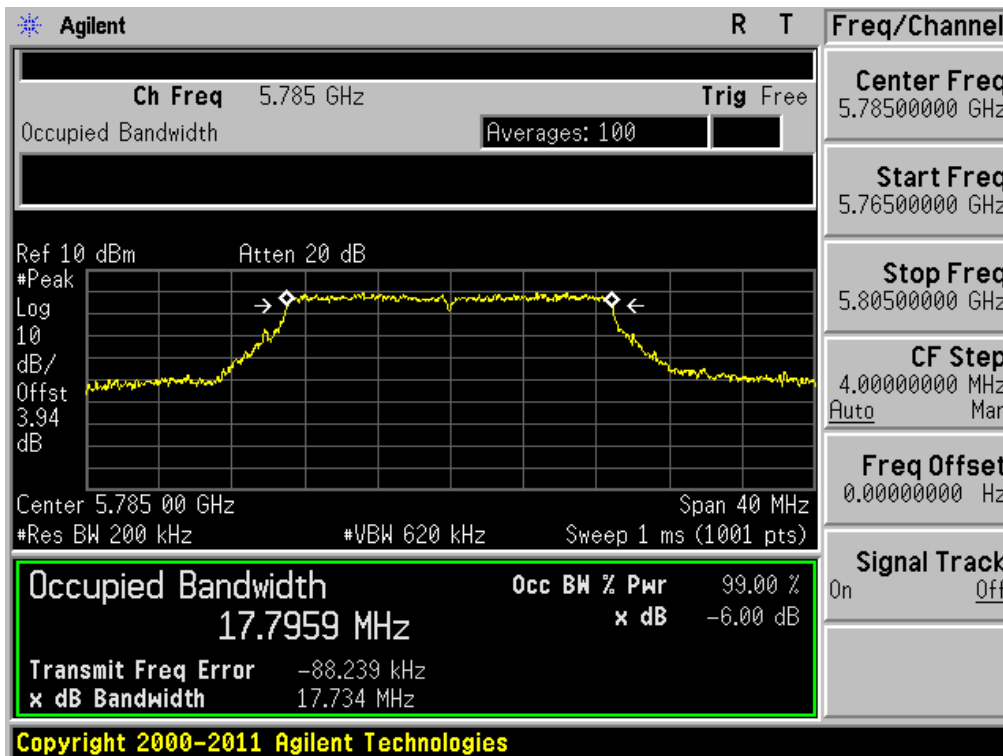 Agilent R T
Freq/Channel
Ch Freq 5.785 GHz Trig Free
Occupied Bandwidth Averages: 100
Ref 10 dBm Atten 20 dB
#Peak
Log
10
dB/
Offst
3.94
dB
Center 5.785 00 GHz Span 40 MHz
#Res BW 200 kHz #VBW 620 kHz Sweep 1 ms (1001 pts)
Occupied Bandwidth
17.7959 MHz
Occ BW % Pwr 99.00 %
x dB -6.00 dB
Transmit Freq Error -88.239 kHz
x dB Bandwidth 17.734 MHz
Center Freq
5.78500000 GHz
Start Freq
5.76500000 GHz
Stop Freq
5.80500000 GHz
CF Step
4.00000000 MHz
Auto Man
Freq Offset
0.00000000 Hz
Signal Track
On Off
Copyright 2000-2011 Agilent Technologies